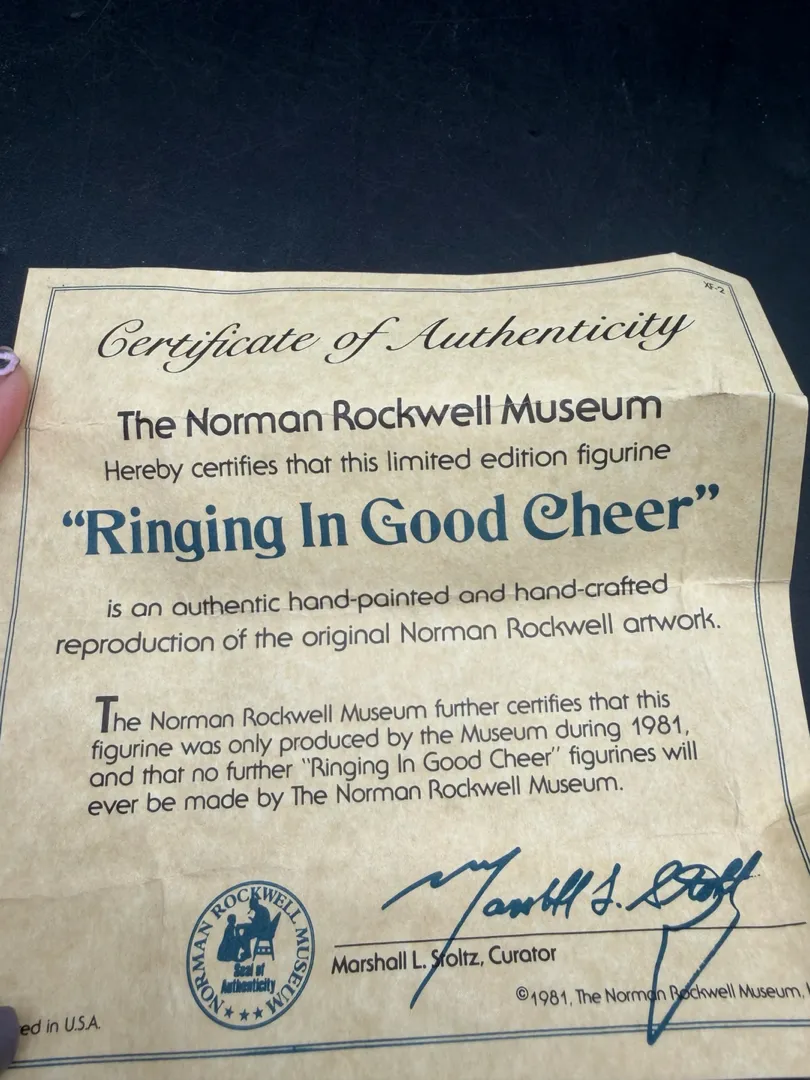 XF-2
Certificate of Authenticity
The Norman Rockwell Museum
Hereby certifies that this limited edition figurine
“Ringing In Good Cheer”
is an authentic hand-painted and hand-crafted
reproduction of the original Norman Rockwell artwork.
The Norman Rockwell Museum further certifies that this
figurine was only produced by the Museum during 1981,
and that no further "Ringing In Good Cheer" figurines will
ever be made by The Norman Rockwell Museum.
Marshall L. Stoltz
NORMAN ROCKWELL MUSEUM
Seal of
Authenticity
Marshall L. Stoltz, Curator
©1981, The Norman Rockwell Museum,
ed in U.S.A.